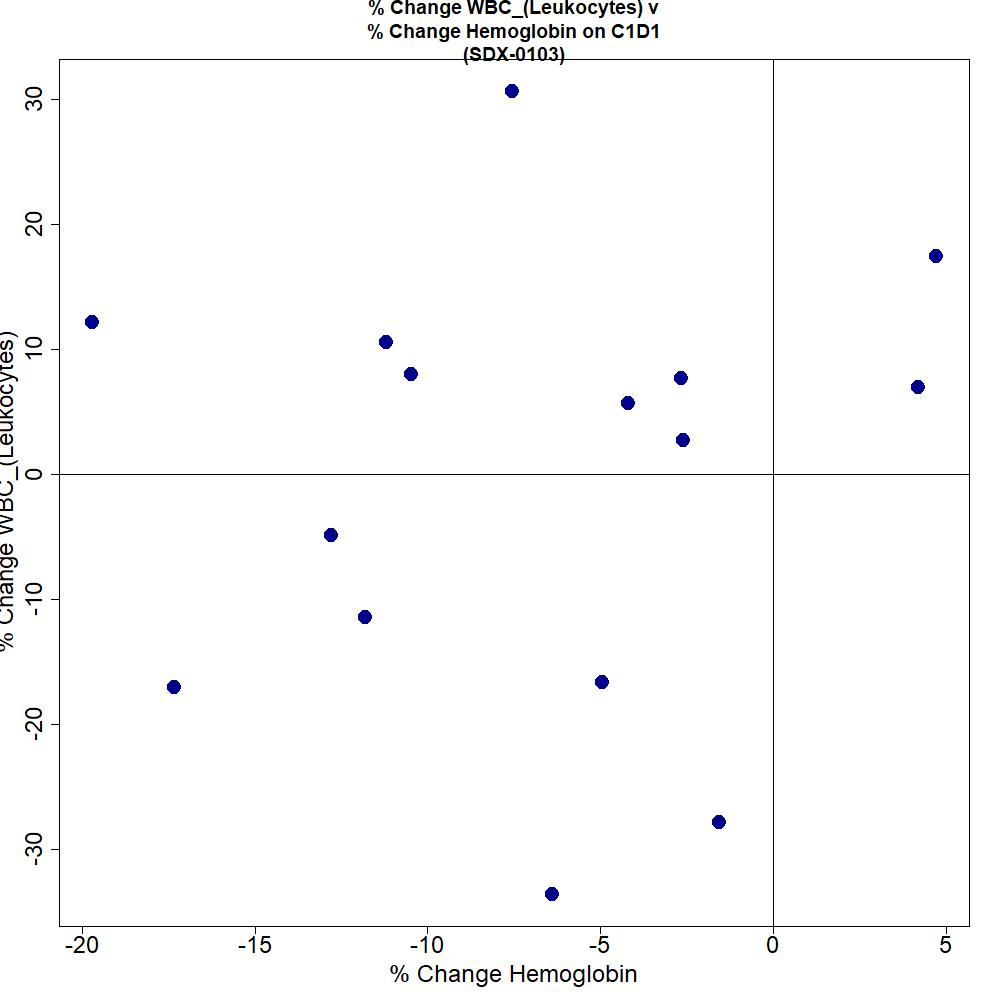 % Change WBC_(Leukocytes) v
% Change Hemoglobin on C1D1
(SDX-0103)
% Change WBC_(Leukocytes)
30
20
10
0
-10
-20
-30
-20 -15 -10 -5 0 5
% Change Hemoglobin